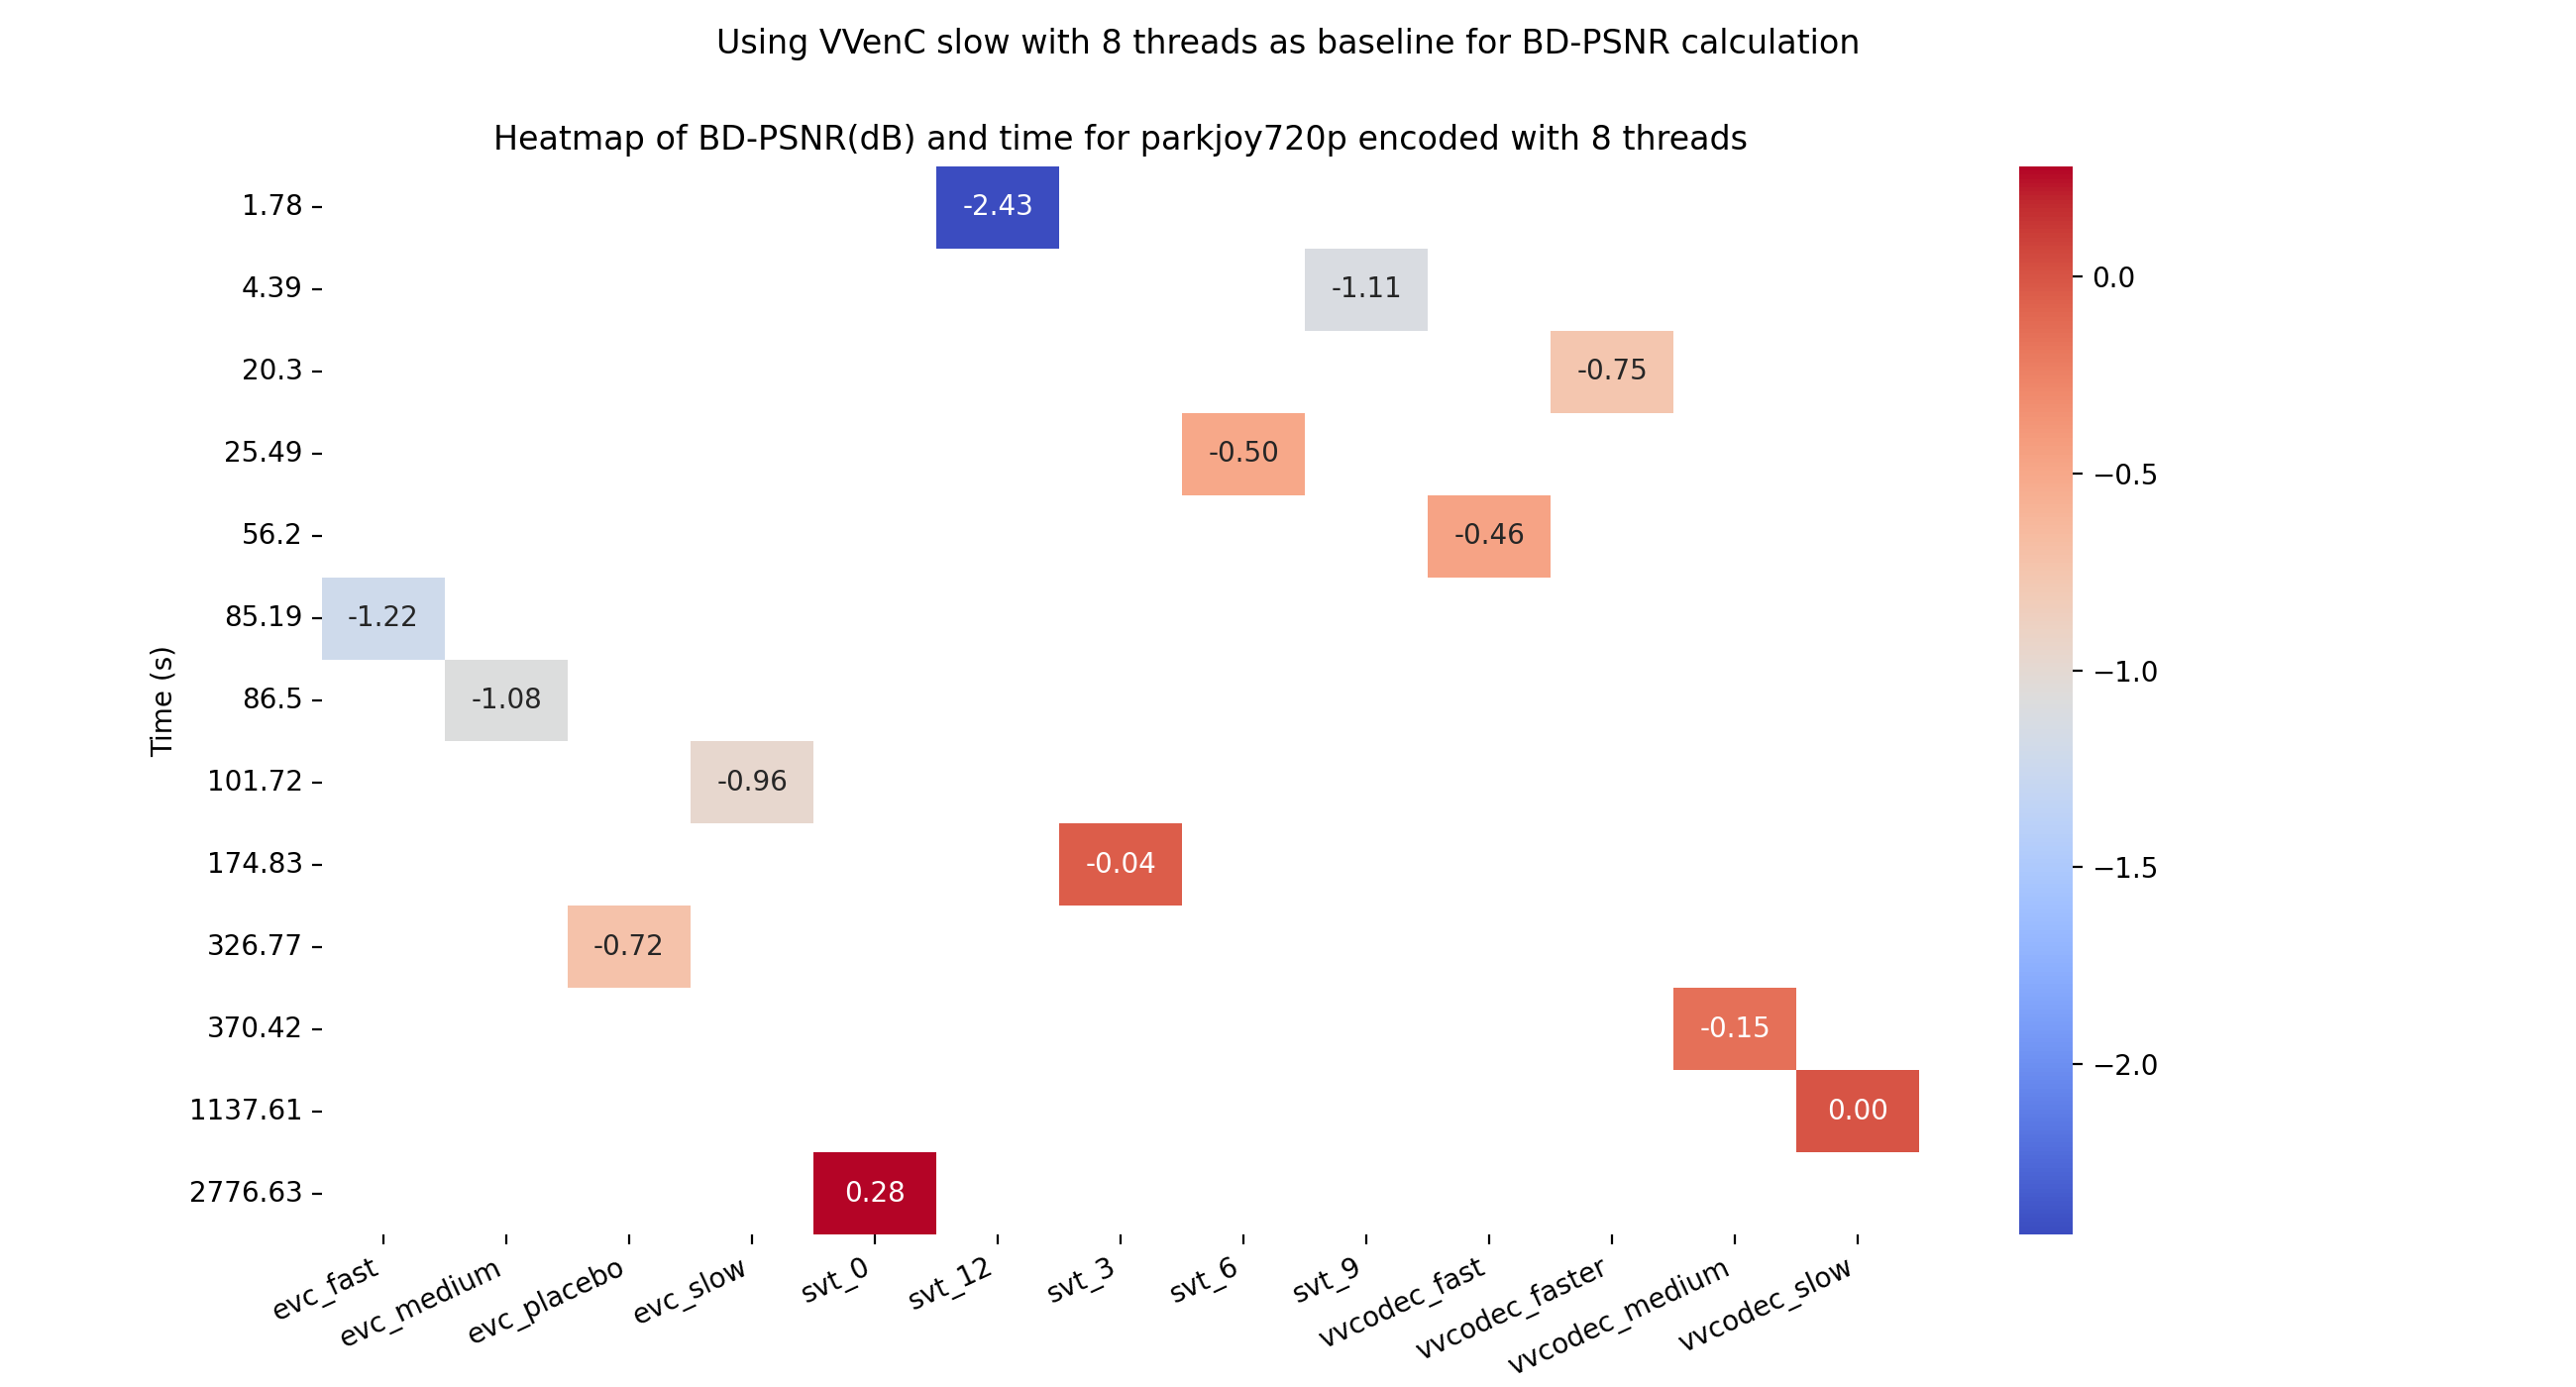 Using VVenC slow with 8 threads as baseline for BD-PSNR calculation
Heatmap of BD-PSNR(dB) and time for parkjoy720p encoded with 8 threads
Time (s)
1.78
-2.43
4.39
-1.11
20.3
-0.75
25.49
-0.50
56.2
-0.46
85.19
-1.22
86.5
-1.08
101.72
-0.96
174.83
-0.04
326.77
-0.72
370.42
-0.15
1137.61
0.00
2776.63
0.28
evc_fast
evc_medium
evc_placebo
evc_slow
svt_0
svt_12
svt_3
svt_6
svt_9
vvcodec_fast
vvcodec_faster
vvcodec_medium
vvcodec_slow
0.0
−0.5
−1.0
−1.5
−2.0